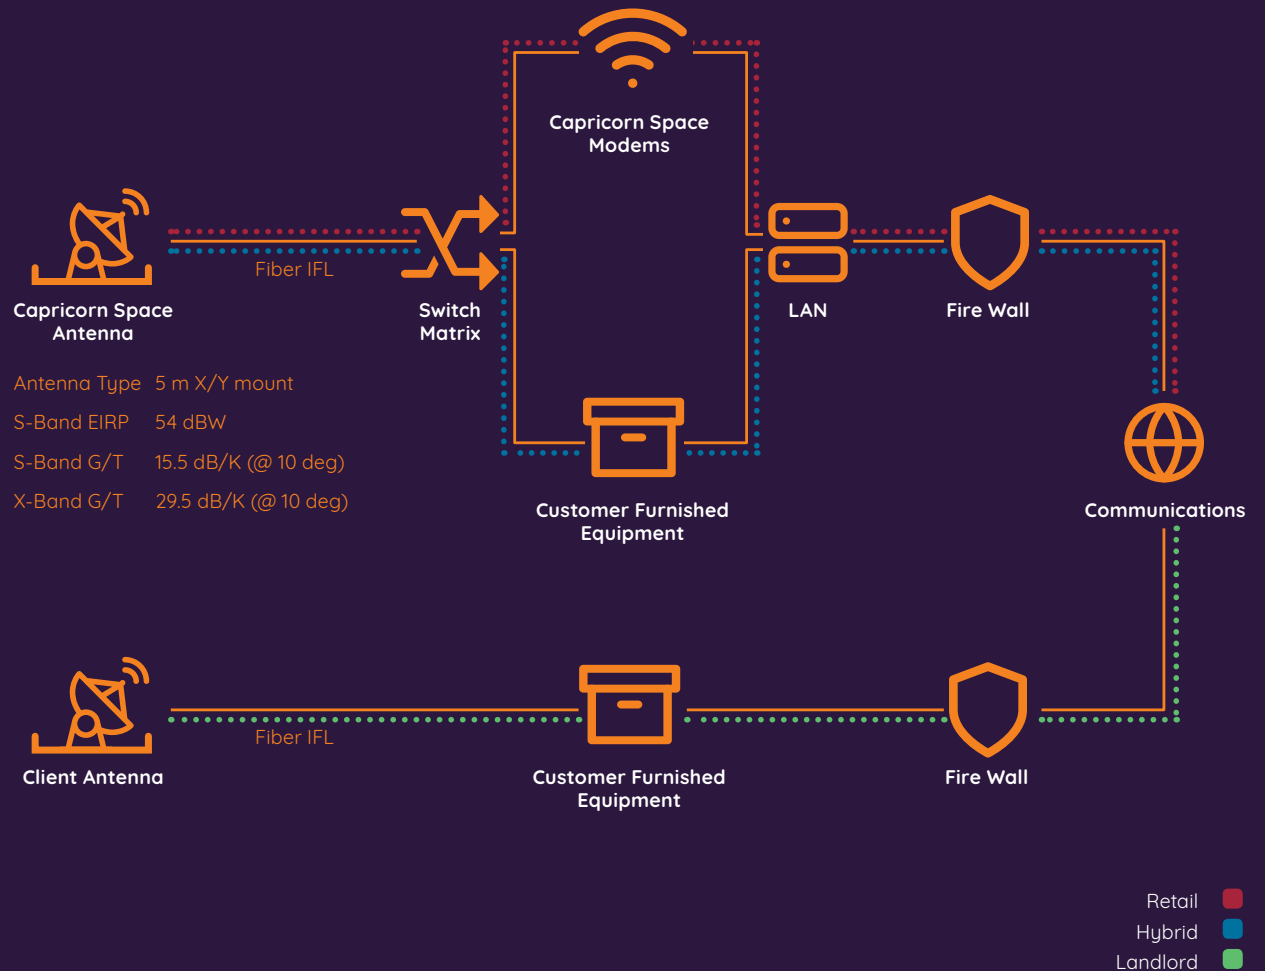 Capricorn Space
Modems
Fiber IFL
Capricorn Space
Antenna
Switch
Matrix
LAN
Fire Wall
Antenna Type 5 m X/Y mount
S-Band EIRP 54 dBW
S-Band G/T 15.5 dB/K (@ 10 deg)
X-Band G/T 29.5 dB/K (@ 10 deg)
Customer Furnished
Equipment
Communications
Fiber IFL
Client Antenna
Customer Furnished
Equipment
Fire Wall
Retail
Hybrid
Landlord